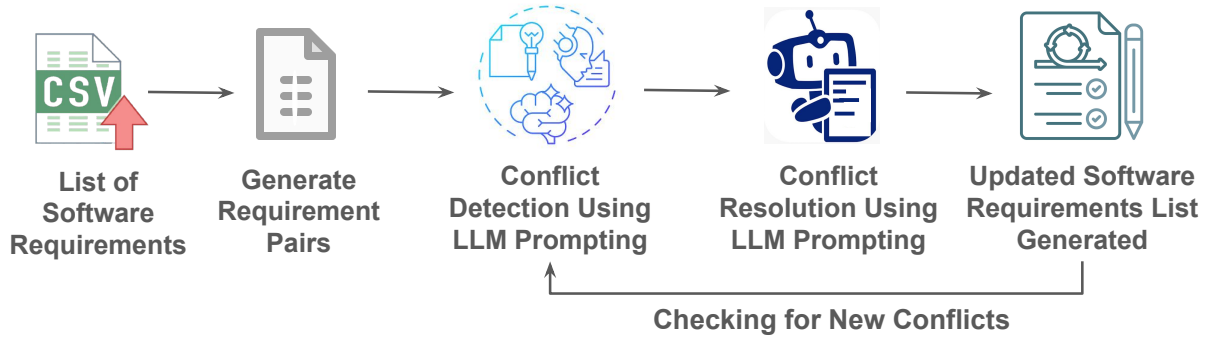 CSV
List of
Software
Requirements
Generate
Requirement
Pairs
Conflict
Detection Using
LLM Prompting
Conflict
Resolution Using
LLM Prompting
Updated Software
Requirements List
Generated
Checking for New Conflicts